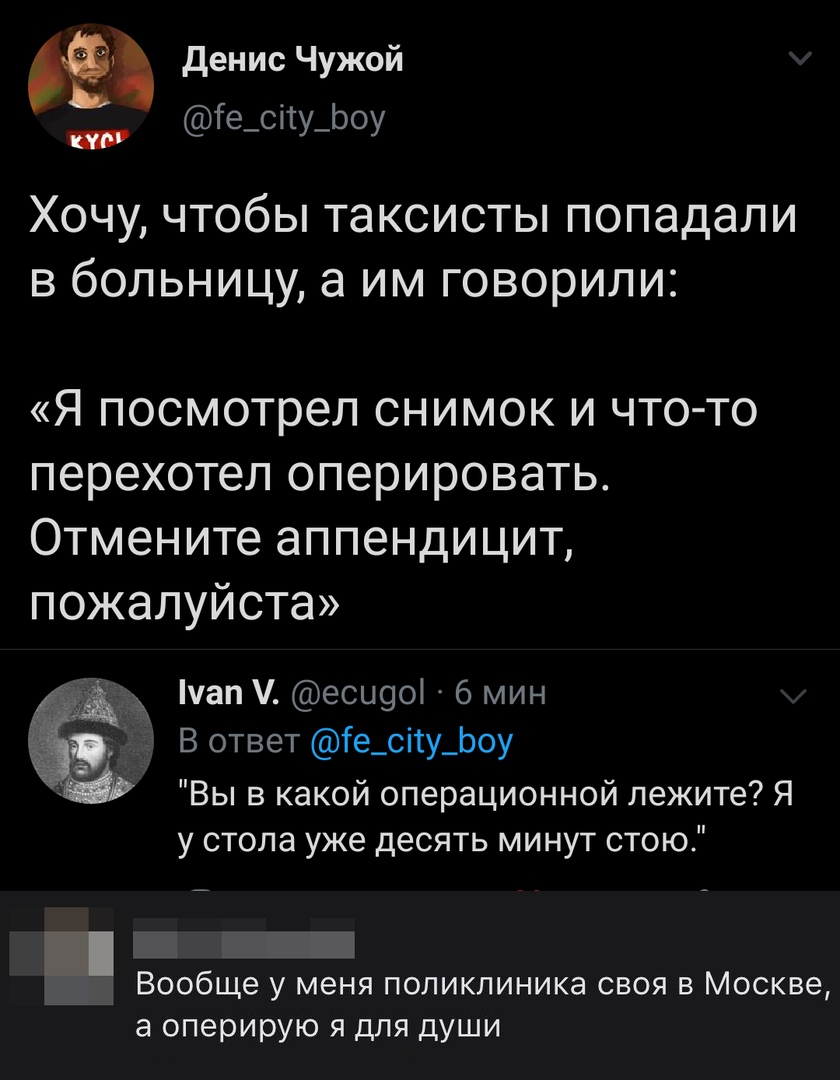 Денис Чужой
@fe_city_boy
КУСЬ
Хочу, чтобы таксисты попадали
в больницу, а им говорили:
«Я посмотрел снимок и что-то
перехотел оперировать.
Отмените аппендицит,
пожалуйста»
Ivan V. @ecugol · 6 мин
В ответ @fe_city_boy
"Вы в какой операционной лежите? Я
у стола уже десять минут стою."
Вообще у меня поликлиника своя в Москве,
а оперирую я для души